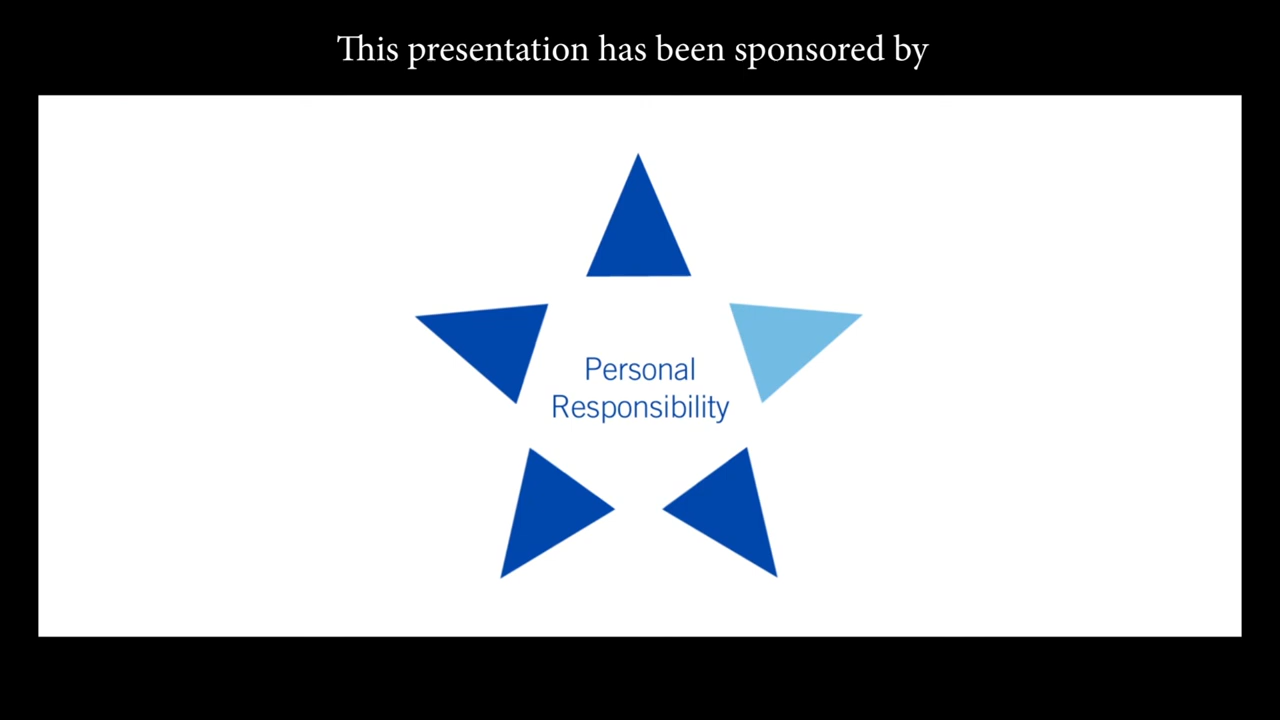 This presentation has been sponsored by
Personal
Responsibility